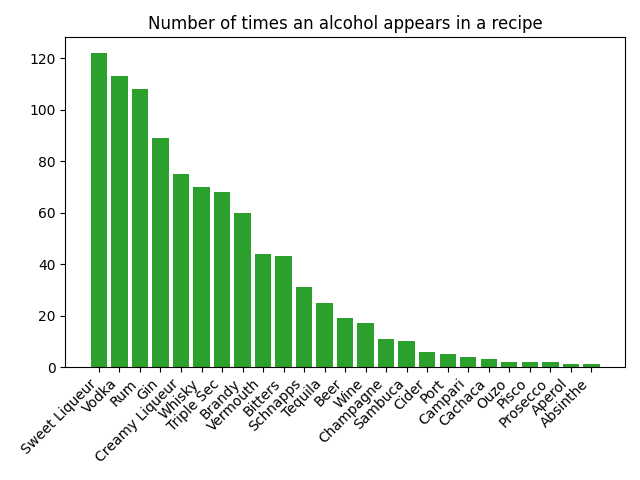 Number of times an alcohol appears in a recipe
120
100
80
60
40
20
0
Sweet Liqueur
Vodka
Rum
Gin
Creamy Liqueur
Whisky
Triple Sec
Brandy
Vermouth
Bitters
Schnapps
Tequila
Beer
Wine
Champagne
Sambuca
Cider
Port
Campari
Cachaca
Ouzo
Pisco
Prosecco
Aperol
Absinthe